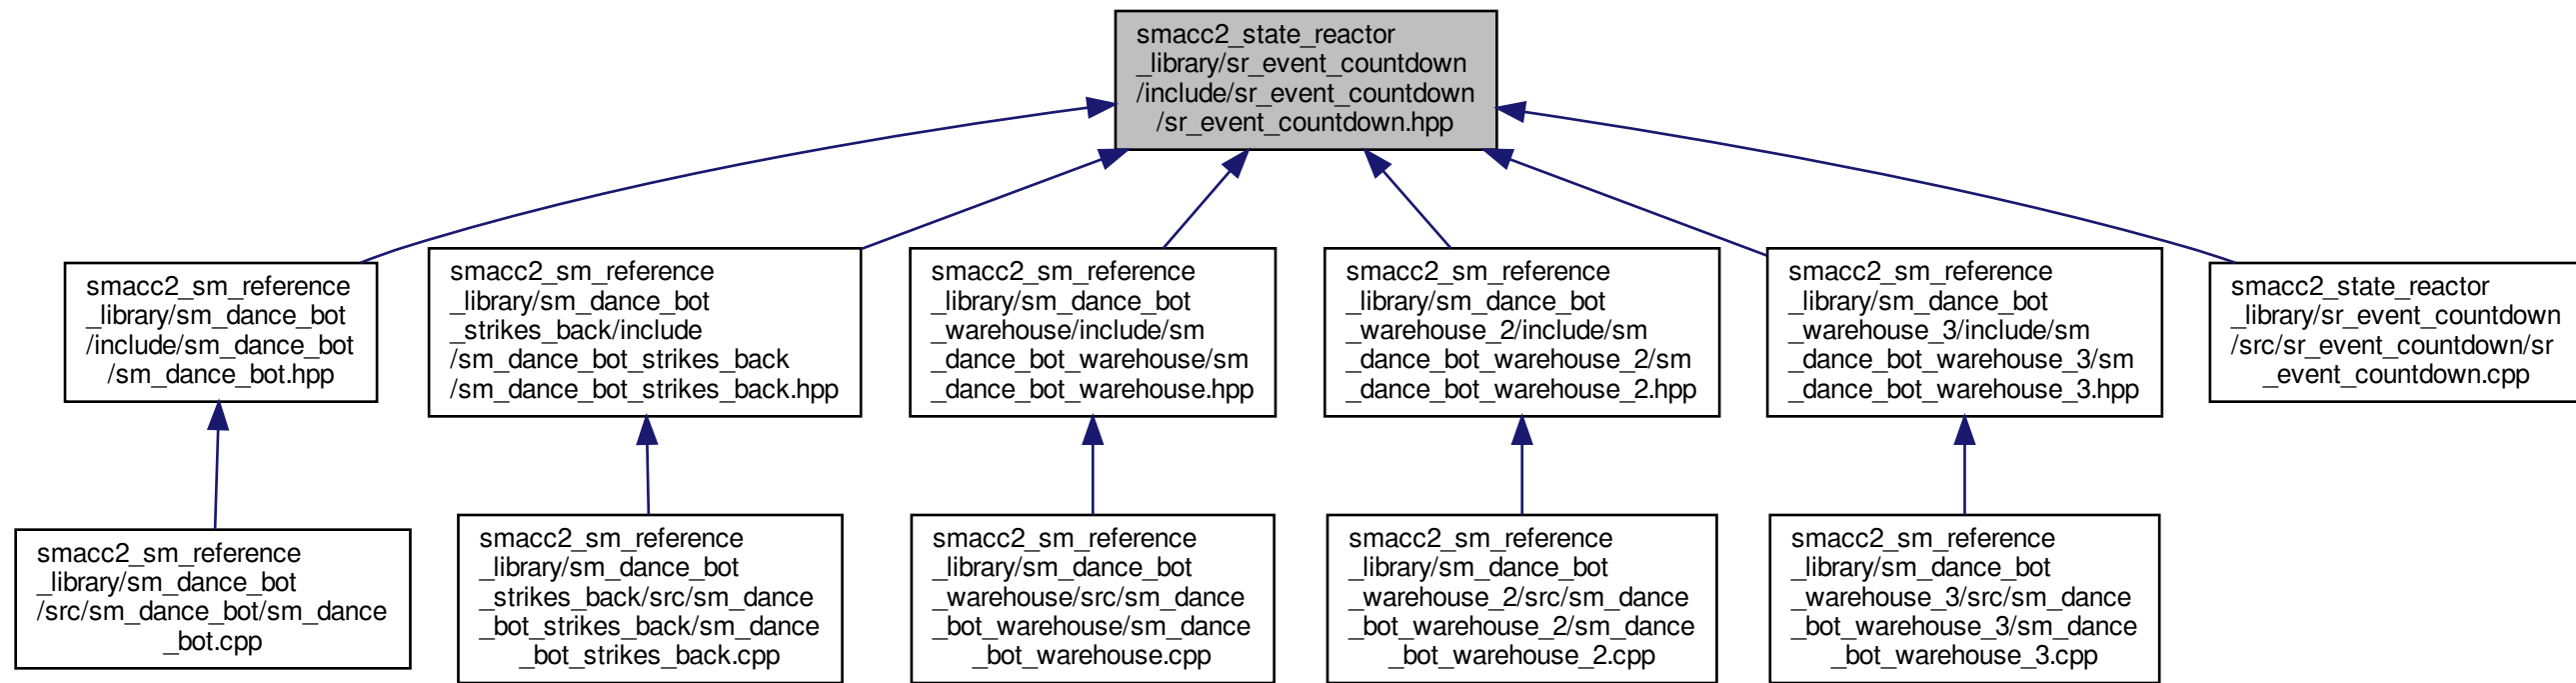 smacc2_state_reactor
_library/sr_event_countdown
/include/sr_event_countdown
/sr_event_countdown.hpp
smacc2_sm_reference
_library/sm_dance_bot
/include/sm_dance_bot
/sm_dance_bot.hpp
smacc2_sm_reference
_library/sm_dance_bot
_strikes_back/include
/sm_dance_bot_strikes_back
/sm_dance_bot_strikes_back.hpp
smacc2_sm_reference
_library/sm_dance_bot
_warehouse/include/sm
_dance_bot_warehouse/sm
_dance_bot_warehouse.hpp
smacc2_sm_reference
_library/sm_dance_bot
_warehouse_2/include/sm
_dance_bot_warehouse_2/sm
_dance_bot_warehouse_2.hpp
smacc2_sm_reference
_library/sm_dance_bot
_warehouse_3/include/sm
_dance_bot_warehouse_3/sm
_dance_bot_warehouse_3.hpp
smacc2_state_reactor
_library/sr_event_countdown
/src/sr_event_countdown/sr
_event_countdown.cpp
smacc2_sm_reference
_library/sm_dance_bot
/src/sm_dance_bot/sm_dance
_bot.cpp
smacc2_sm_reference
_library/sm_dance_bot
_strikes_back/src/sm_dance
_bot_strikes_back/sm_dance
_bot_strikes_back.cpp
smacc2_sm_reference
_library/sm_dance_bot
_warehouse/src/sm_dance
_bot_warehouse/sm_dance
_bot_warehouse.cpp
smacc2_sm_reference
_library/sm_dance_bot
_warehouse_2/src/sm_dance
_bot_warehouse_2/sm_dance
_bot_warehouse_2.cpp
smacc2_sm_reference
_library/sm_dance_bot
_warehouse_3/src/sm_dance
_bot_warehouse_3/sm_dance
_bot_warehouse_3.cpp